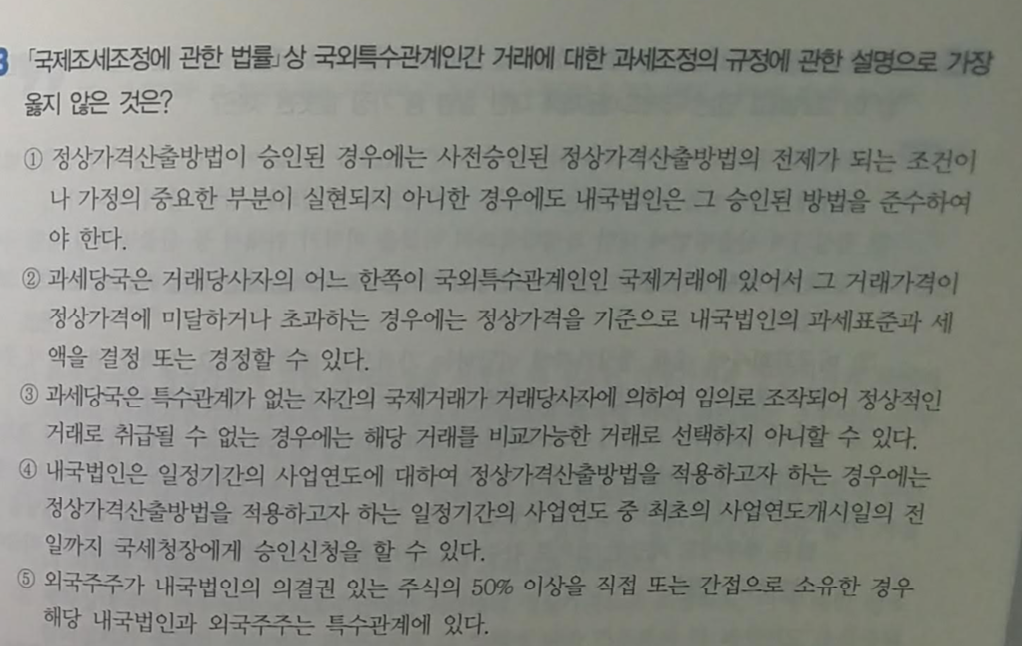 3 「국제조세조정에 관한 법률」상 국외특수관계인간 거래에 대한 과세조정의 규정에 관한 설명으로 가장
옳지 않은 것은?
① 정상가격산출방법이 승인된 경우에는 사전승인된 정상가격산출방법의 전제가 되는 조건이
나 가정의 중요한 부분이 실현되지 아니한 경우에도 내국법인은 그 승인된 방법을 준수하여
야 한다.
② 과세당국은 거래당사자의 어느 한쪽이 국외특수관계인인 국제거래에 있어서 그 거래가격이
정상가격에 미달하거나 초과하는 경우에는 정상가격을 기준으로 내국법인의 과세표준과 세
액을 결정 또는 경정할 수 있다.
③ 과세당국은 특수관계가 없는 자간의 국제거래가 거래당사자에 의하여 임의로 조작되어 정상적인
거래로 취급될 수 없는 경우에는 해당 거래를 비교가능한 거래로 선택하지 아니할 수 있다.
④ 내국법인은 일정기간의 사업연도에 대하여 정상가격산출방법을 적용하고자 하는 경우에는
정상가격산출방법을 적용하고자 하는 일정기간의 사업연도 중 최초의 사업연도개시일의 전
일까지 국세청장에게 승인신청을 할 수 있다.
⑤ 외국주주가 내국법인의 의결권 있는 주식의 50% 이상을 직접 또는 간접으로 소유한 경우
해당 내국법인과 외국주주는 특수관계에 있다.